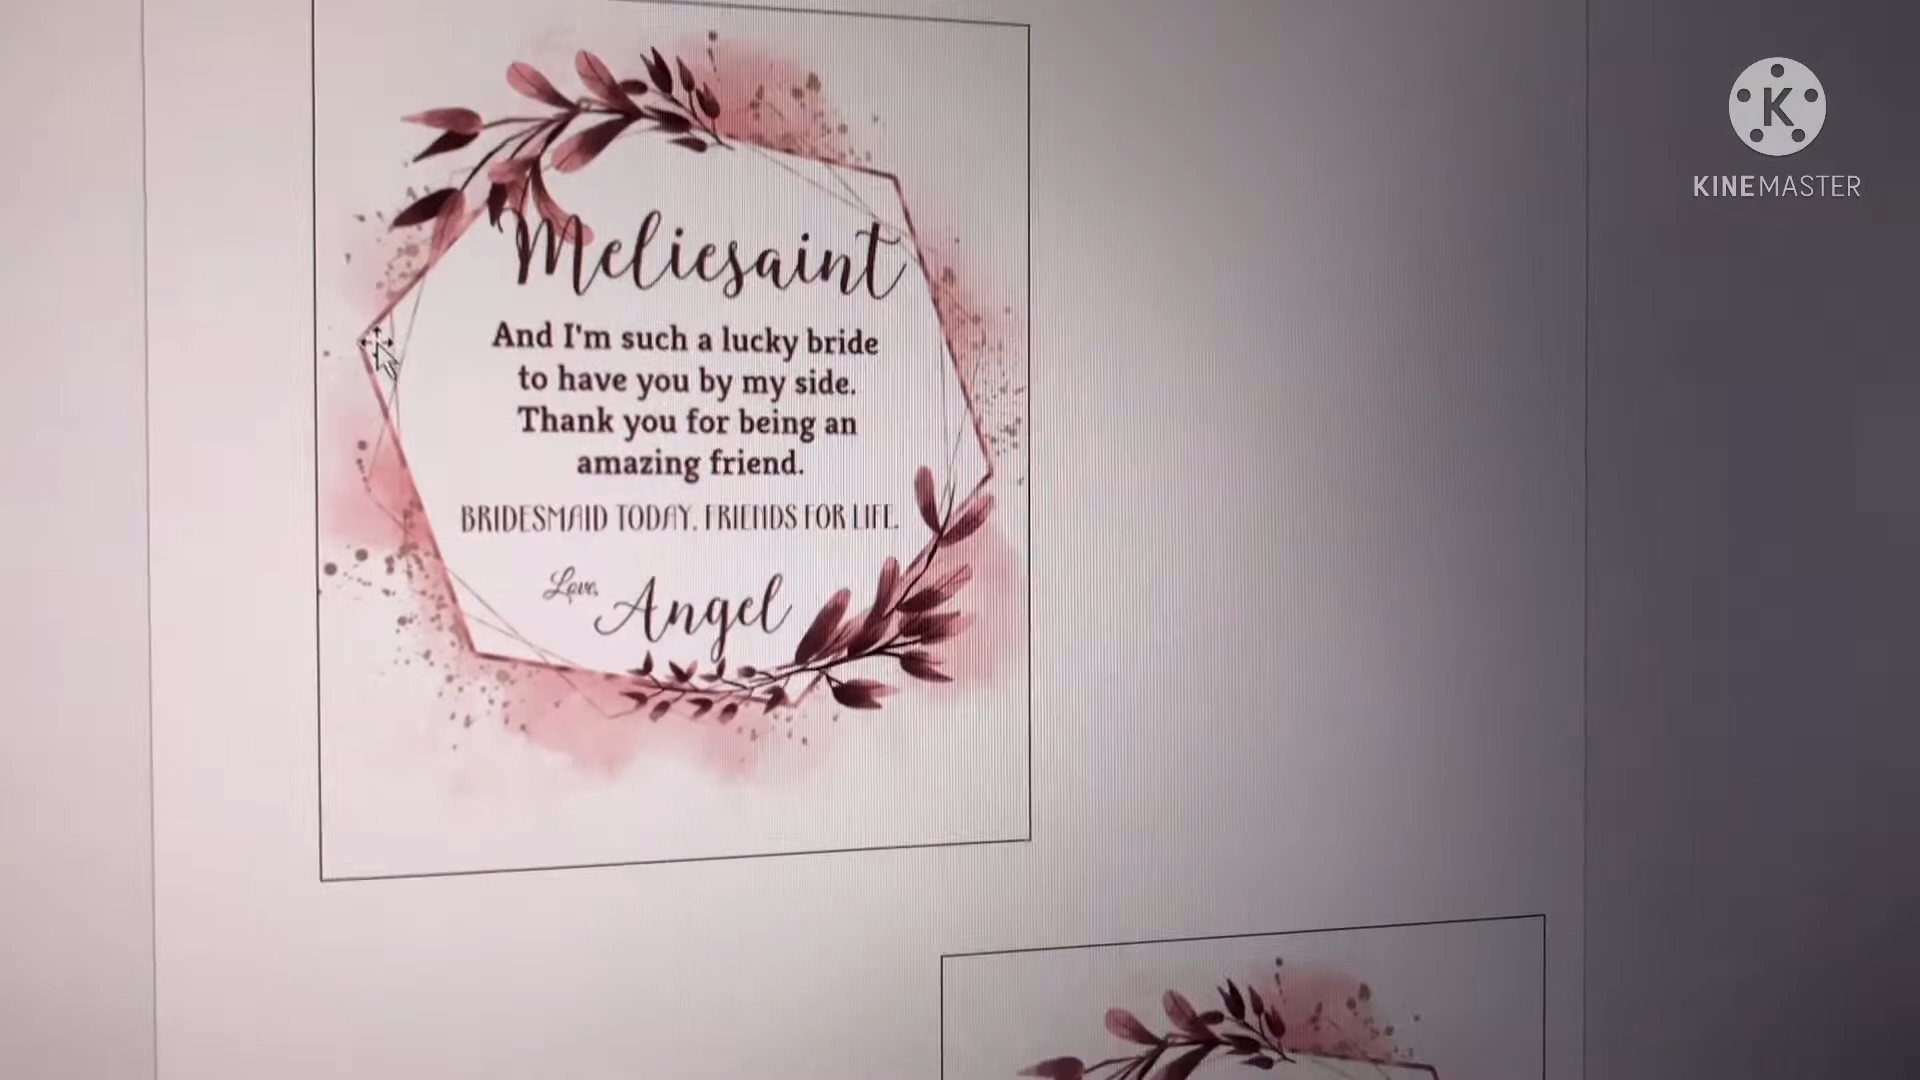 Meliesaint
And I'm such a lucky bride
to have you by my side.
Thank you for being an
amazing friend.
BRIDESMAID TODAY. FRIENDS FOR LIFE.
Love,
Angel
K
KINEMASTER